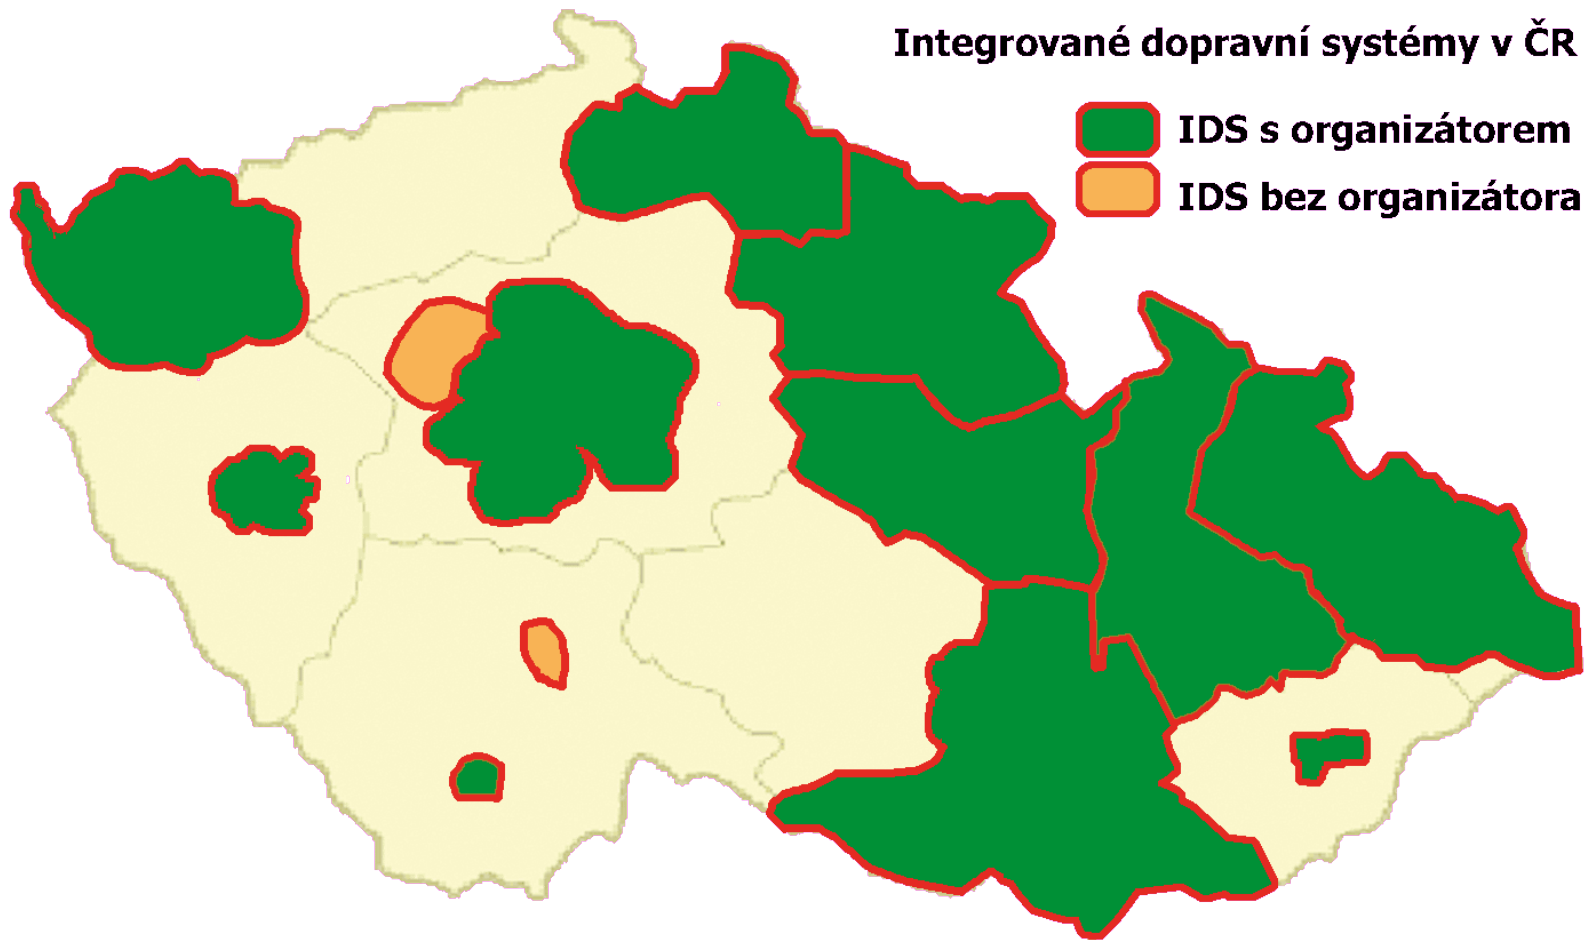 Integrované dopravní systémy v ČR
IDS s organizátorem
IDS bez organizátora